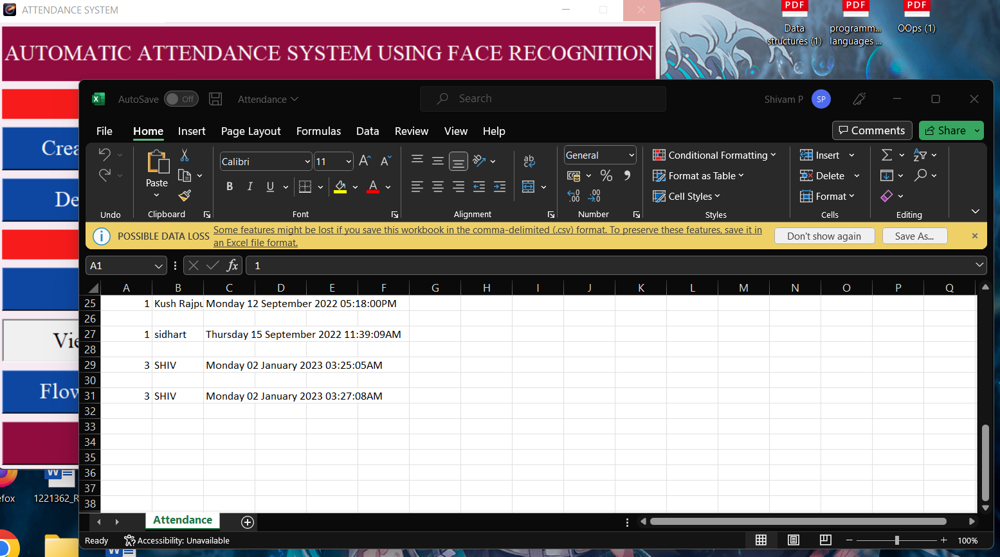 ATTENDANCE SYSTEM
AUTOMATIC ATTENDANCE SYSTEM USING FACE RECOGNITION
PDF PDF PDF
Data structures (1)
programm... languages ...
OOps (1)
Crea
De
Vie
Flow
AutoSave Off Attendance Search Shivam P SP
File Home Insert Page Layout Formulas Data Review View Help Comments Share
Paste
Calibri 11
B I U A
ab
General
% 9
.00
Conditional Formatting
Format as Table
Cell Styles
Insert
Delete
Format
Undo Clipboard Font Alignment Number Styles Cells Editing
POSSIBLE DATA LOSS Some features might be lost if you save this workbook in the comma-delimited (.csv) format. To preserve these features, save it in
an Excel file format.
Don't show again Save As...
A1 fx 1
A B C D E F G H I J K L M N O P Q
25 1 Kush Rajpu Monday 12 September 2022 05:18:00PM
26
27 1 sidhart Thursday 15 September 2022 11:39:09AM
28
29 3 SHIV Monday 02 January 2023 03:25:05AM
30
31 3 SHIV Monday 02 January 2023 03:27:08AM
32
33
34
35
36
37
38
Attendance
Ready Accessibility: Unavailable 100%
efox
1221362_R